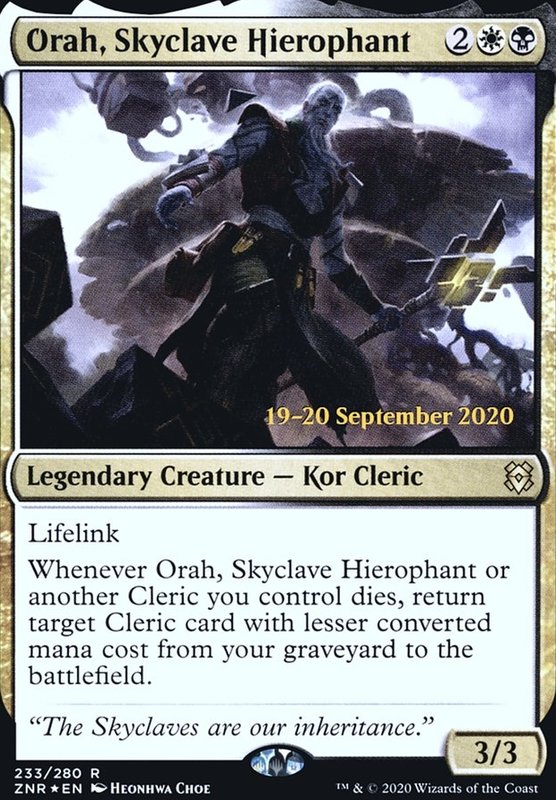 Orah, Skyclave Hierophant 2
19–20 September 2020
Legendary Creature — Kor Cleric
Lifelink
Whenever Orah, Skyclave Hierophant or
another Cleric you control dies, return
target Cleric card with lesser converted
mana cost from your graveyard to the
battlefield.
“The Skyclaves are our inheritance.”
3/3
233/280 R
ZNR ★ EN Heonhwa Choe
™ & © 2020 Wizards of the Coast